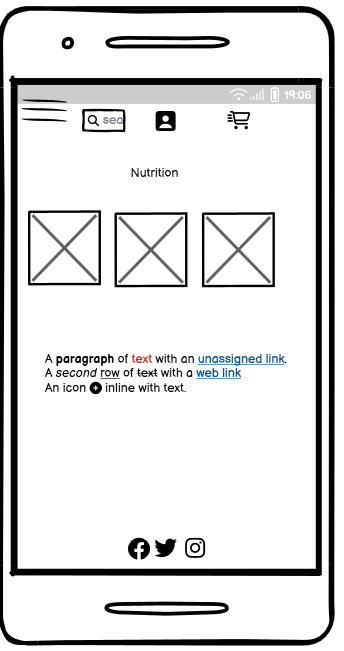 19:06
sea
Nutrition
A paragraph of text with an unassigned link.
A second row of text with a web link
An icon inline with text.